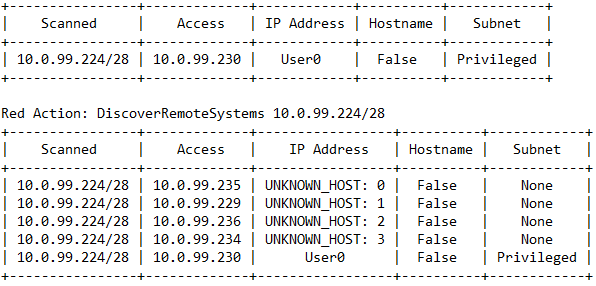 +--------------+-------------+------------+----------+------------+
| Scanned | Access | IP Address | Hostname | Subnet |
+--------------+-------------+------------+----------+------------+
| 10.0.99.224/28 | 10.0.99.230 | User0 | False | Privileged |
+--------------+-------------+------------+----------+------------+
Red Action: DiscoverRemoteSystems 10.0.99.224/28
+--------------+-------------+-----------------+----------+------------+
| Scanned | Access | IP Address | Hostname | Subnet |
+--------------+-------------+-----------------+----------+------------+
| 10.0.99.224/28 | 10.0.99.235 | UNKNOWN_HOST: 0 | False | None |
| 10.0.99.224/28 | 10.0.99.229 | UNKNOWN_HOST: 1 | False | None |
| 10.0.99.224/28 | 10.0.99.236 | UNKNOWN_HOST: 2 | False | None |
| 10.0.99.224/28 | 10.0.99.234 | UNKNOWN_HOST: 3 | False | None |
| 10.0.99.224/28 | 10.0.99.230 | User0 | False | Privileged |
+--------------+-------------+-----------------+----------+------------+